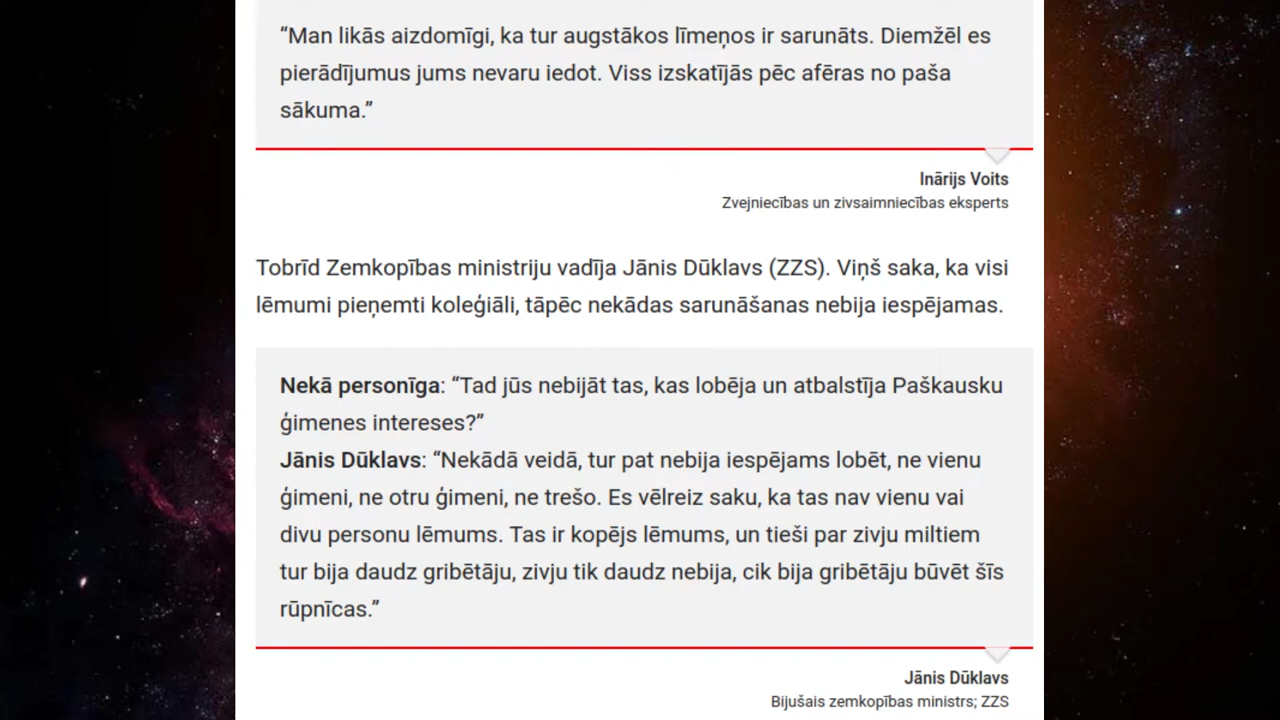 “Man likās aizdomīgi, ka tur augstākos līmeņos ir sarunāts. Diemžēl es
pierādījumus jums nevaru iedot. Viss izskatījās pēc afēras no paša
sākuma.”
Inārijs Voits
Zvejniecības un zivsaimniecības eksperts
Tobrīd Zemkopības ministriju vadīja Jānis Dūklavs (ZZS). Viņš saka, ka visi
lēmumi pieņemti koleģiāli, tāpēc nekādas sarunāšanas nebija iespējamas.
Nekā personīga: “Tad jūs nebijāt tas, kas lobēja un atbalstīja Paškausku
ģimenes intereses?”
Jānis Dūklavs: “Nekādā veidā, tur pat nebija iespējams lobēt, ne vienu
ģimeni, ne otru ģimeni, ne trešo. Es vēlreiz saku, ka tas nav vienu vai
divu personu lēmums. Tas ir kopējs lēmums, un tieši par zivju miltiem
tur bija daudz gribētāju, zivju tik daudz nebija, cik bija gribētāju būvēt šīs
rūpnīcas.”
Jānis Dūklavs
Bijušais zemkopības ministrs; ZZS